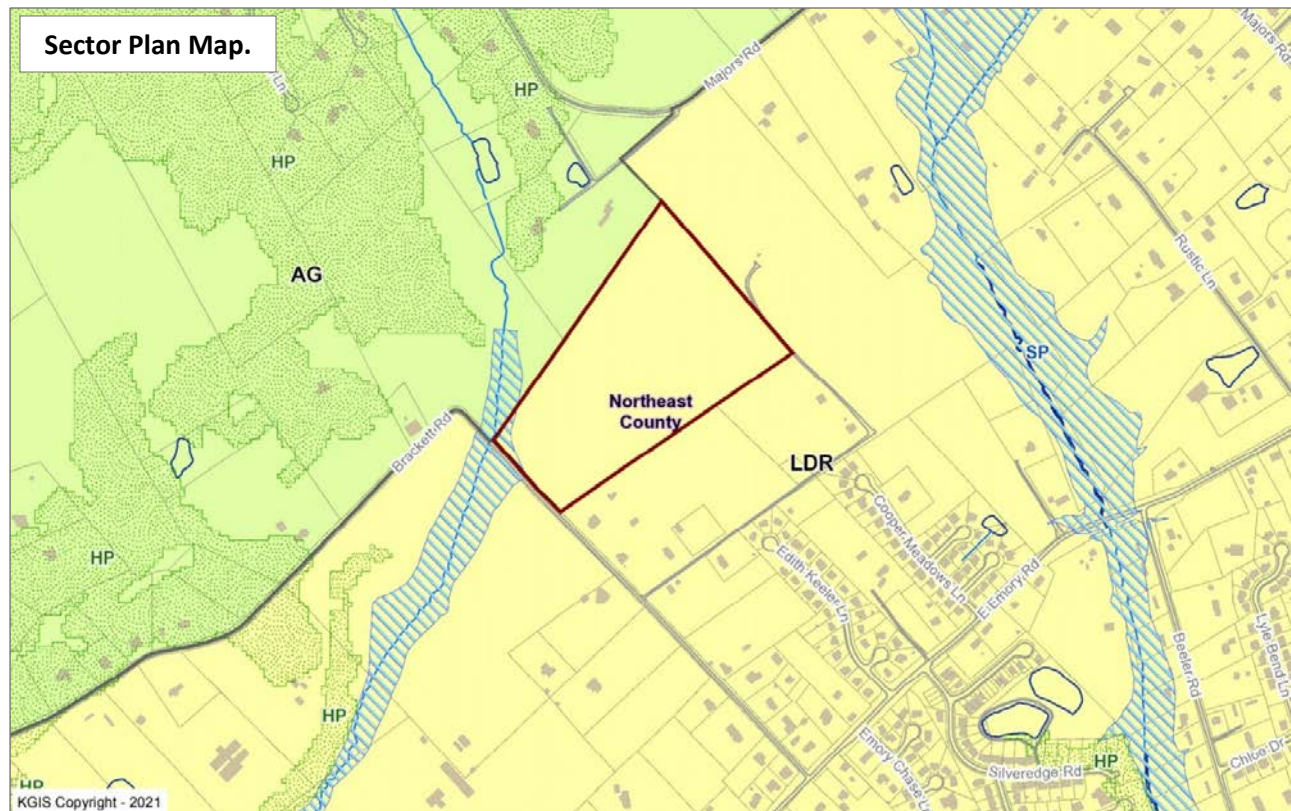 Sector Plan Map.
Ln
HP
Majors Rd
Majors Rd
HP
AG
Rustic Ln
SP
Northeast
County
Brackett Rd
LDR
HP
Cooper Meadows Ln
Edith Keeler Ln
E Emory Rd
Beeler Rd
Lyle Bend Ln
HP
Emory Chase Ln
Silveredge Rd
HP
Chloe Dr
HP
KGIS Copyright - 2021